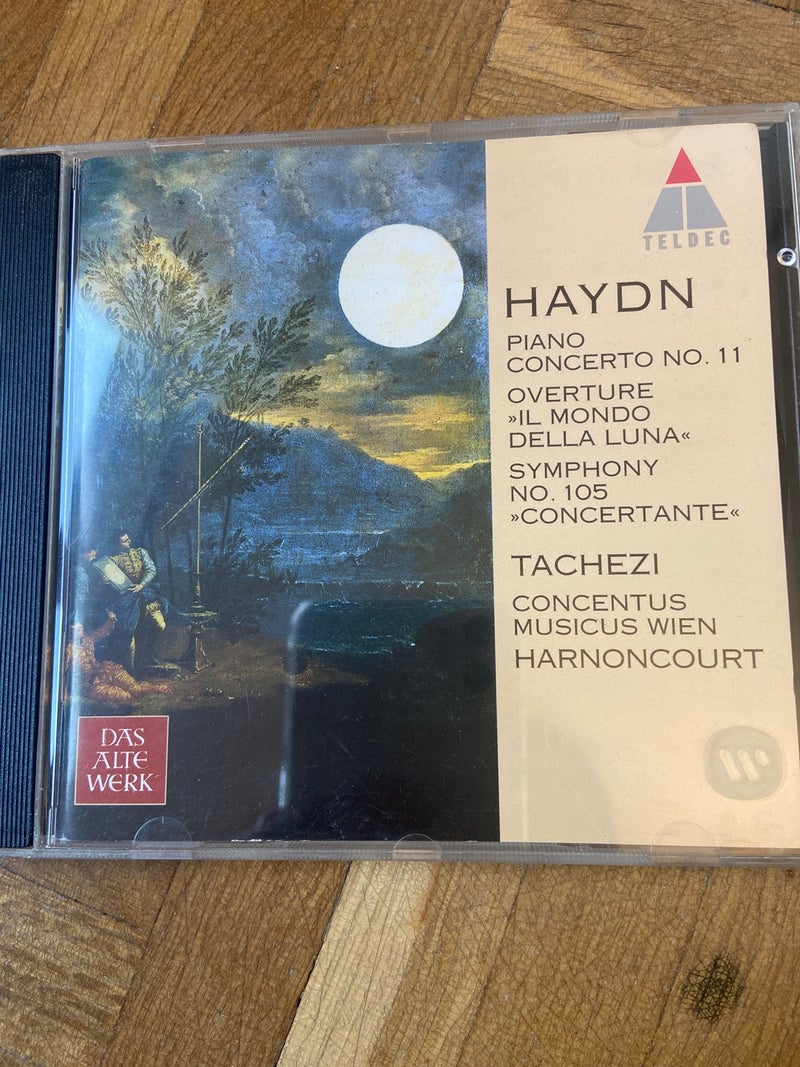 TELDEC
HAYDN
PIANO
CONCERTO NO. 11
OVERTURE
»IL MONDO
DELLA LUNA«
SYMPHONY
NO. 105
»CONCERTANTE«
TACHEZI
CONCENTUS
MUSICUS WIEN
HARNONCOURT
DAS
ALTE
WERK